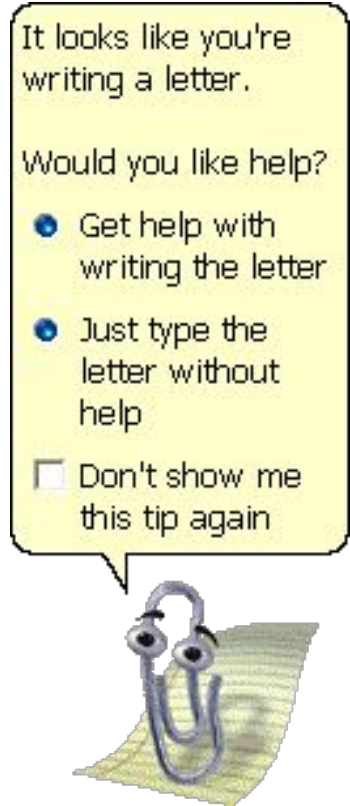 It looks like you're
writing a letter.
Would you like help?
Get help with
writing the letter
Just type the
letter without
help
Don't show me
this tip again